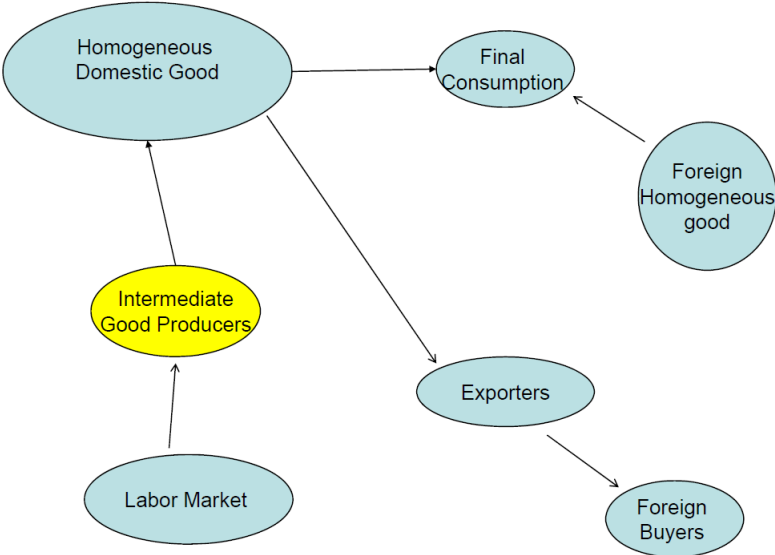 Homogeneous
Domestic Good
Final
Consumption
Foreign
Homogeneous
good
Intermediate
Good Producers
Exporters
Labor Market
Foreign
Buyers